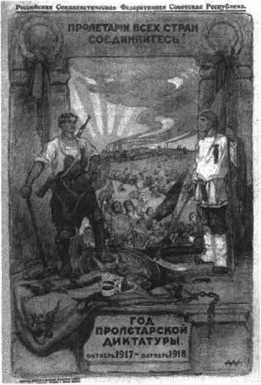 Российская Социалистическая Федеративная Советская Республика.
ПРОЛЕТАРИИ ВСЕХ СТРАН
СОЕДИНЯЙТЕСЬ!
ГОД
ПРОЛЕТАРСКОЙ
ДИКТАТУРЫ.
ОКТЯБРЬ 1917 - ОКТЯБРЬ 1918